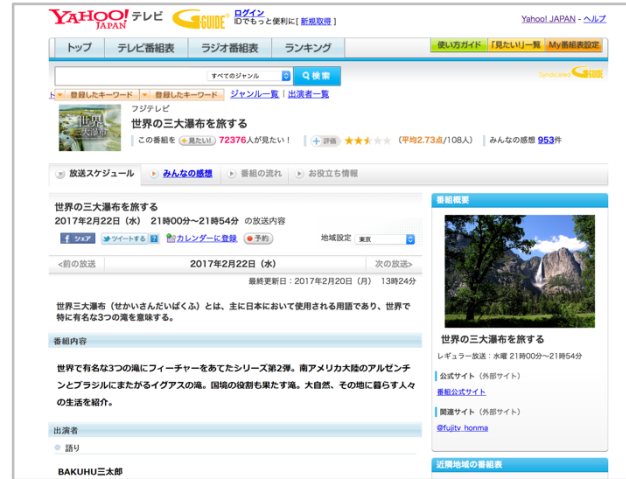 YAHOO! テレビ GGUIDE ログイン
JAPAN IDでもっと便利に[ 新規取得 ]
Yahoo! JAPAN - ヘルプ
トップ テレビ番組表 ラジオ番組表 ランキング
使い方ガイド 「見たい!」一覧 My番組表設定
すべてのジャンル 検索
登録したキーワード 登録したキーワード ジャンル一覧 | 出演者一覧
フジテレビ
世界の三大瀑布を旅する
この番組を 見たい! 72376人が見たい! +評価 (平均2.73点/108人) みんなの感想 953件
放送スケジュール みんなの感想 番組の流れ お役立ち情報
世界の三大瀑布を旅する
2017年2月22日(水) 21時00分~21時54分 の放送内容
f シェア ツイートする ? カレンダーに登録 予約 地域設定 東京
<前の放送 2017年2月22日(水) 次の放送>
最終更新日:2017年2月20日(月) 13時24分
世界三大瀑布(せかいさんだいばくふ)とは、主に日本において使用される用語であり、世界で
特に有名な3つの滝を意味する。
番組内容
世界で有名な3つの滝にフィーチャーをあてたシリーズ第2弾。南アメリカ大陸のアルゼンチ
ンとブラジルにまたがるイグアスの滝。国境の役割も果たす滝。大自然、その地に暮らす人々
の生活を紹介。
出演者
語り
BAKUHU三太郎
番組概要
世界の三大瀑布を旅する
レギュラー放送:水曜 21時00分~21時54分
公式サイト(外部サイト)
番組公式サイト
関連サイト(外部サイト)
@fujitv_honma
近隣地域の番組表